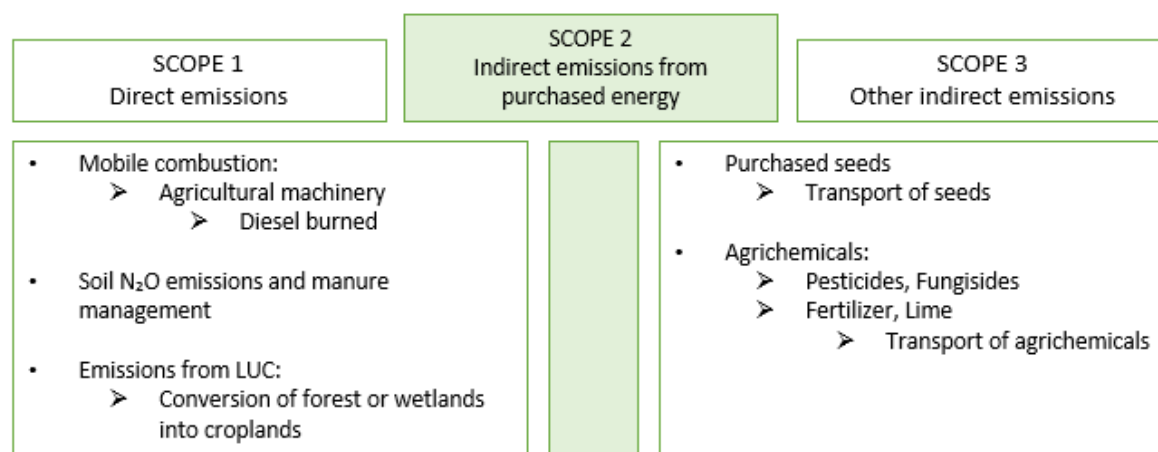 SCOPE 1
Direct emissions
SCOPE 2
Indirect emissions from
purchased energy
SCOPE 3
Other indirect emissions
• Mobile combustion:
➢ Agricultural machinery
➢ Diesel burned
• Soil N₂O emissions and manure
management
• Emissions from LUC:
➢ Conversion of forest or wetlands
into croplands
• Purchased seeds
➢ Transport of seeds
• Agrichemicals:
➢ Pesticides, Fungisides
➢ Fertilizer, Lime
➢ Transport of agrichemicals